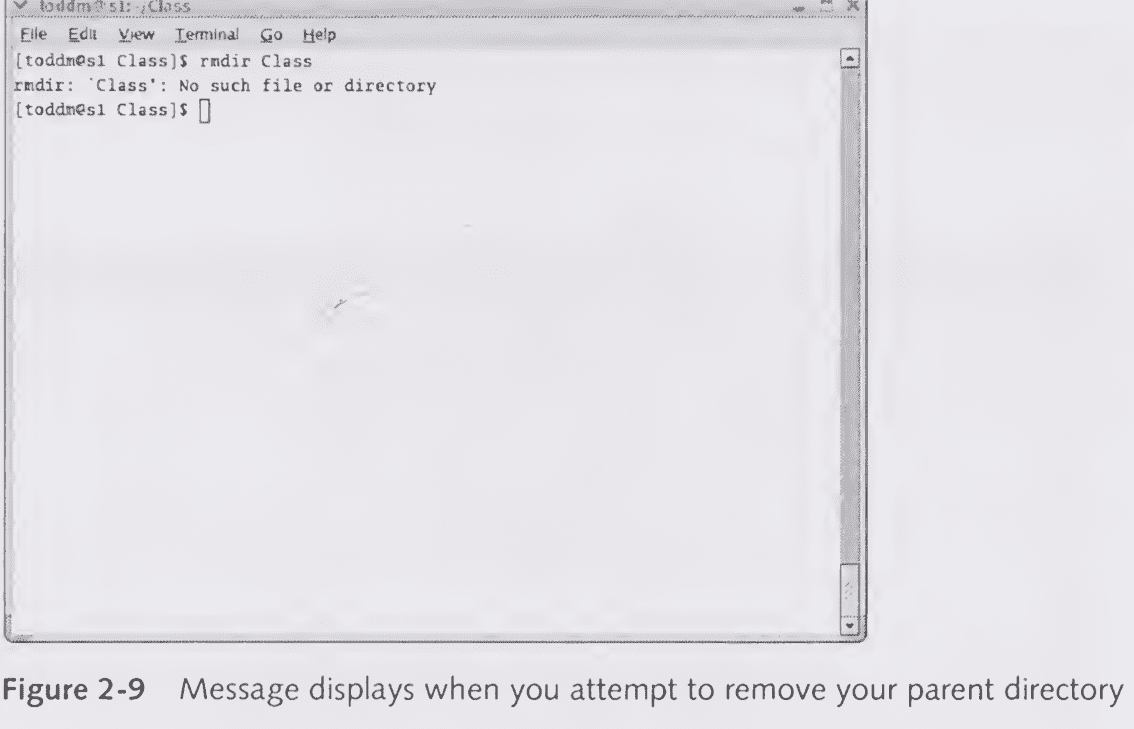 toddm@s1:~/Class
File Edit View Terminal Go Help
[toddm@s1 Class]$ rmdir Class
rmdir: `Class': No such file or directory
[toddm@s1 Class]$
Figure 2-9 Message displays when you attempt to remove your parent directory